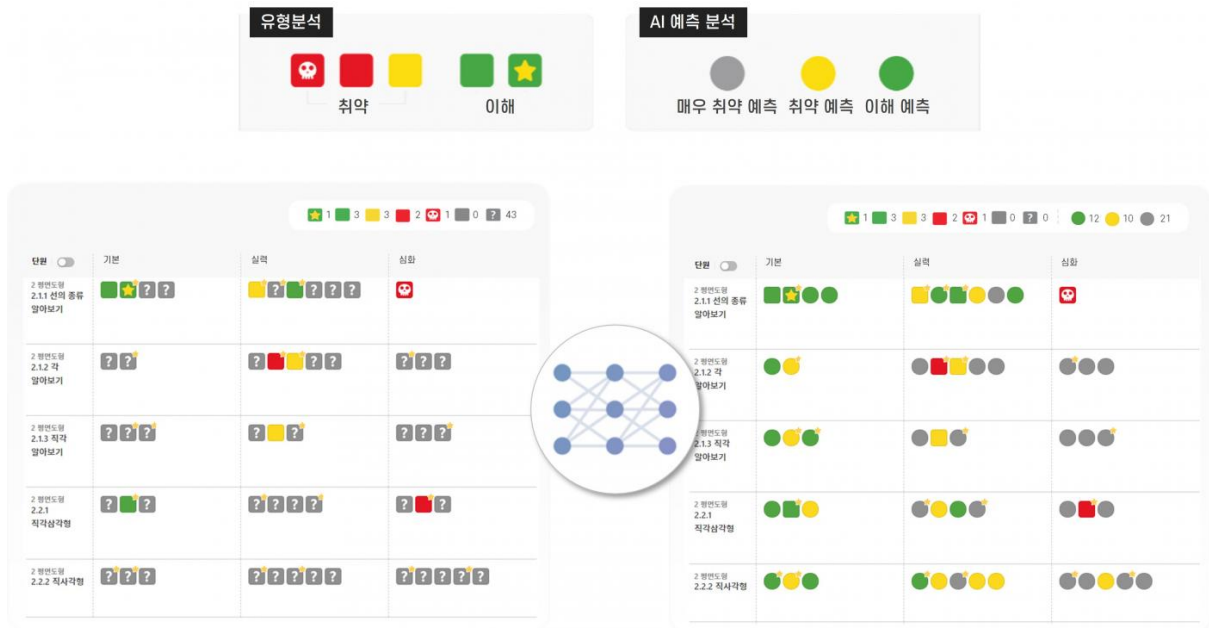 유형분석
취약
이해
AI 예측 분석
매우 취약 예측 취약 예측 이해 예측
1 3 3 2 1 0 ? 43
단원 기본 실력 심화
2 평면도형
2.1.1 선의 종류
알아보기
? ? ? ? ? ?
2 평면도형
2.1.2 각
알아보기
? ? ? ? ? ? ? ?
2 평면도형
2.1.3 직각
알아보기
? ? ? ? ? ? ? ?
2 평면도형
2.2.1
직각삼각형
? ? ? ? ? ? ? ?
2 평면도형
2.2.2 직사각형
? ? ? ? ? ? ? ? ? ? ? ? ?
1 3 3 2 1 0 ? 0 12 10 21
단원 기본 실력 심화
2 평면도형
2.1.1 선의 종류
알아보기
2 평면도형
2.1.2 각
알아보기
평면도형
2.1.3 직각
알아보기
2 평면도형
2.2.1
직각삼각형
2 평면도형
2.2.2 직사각형